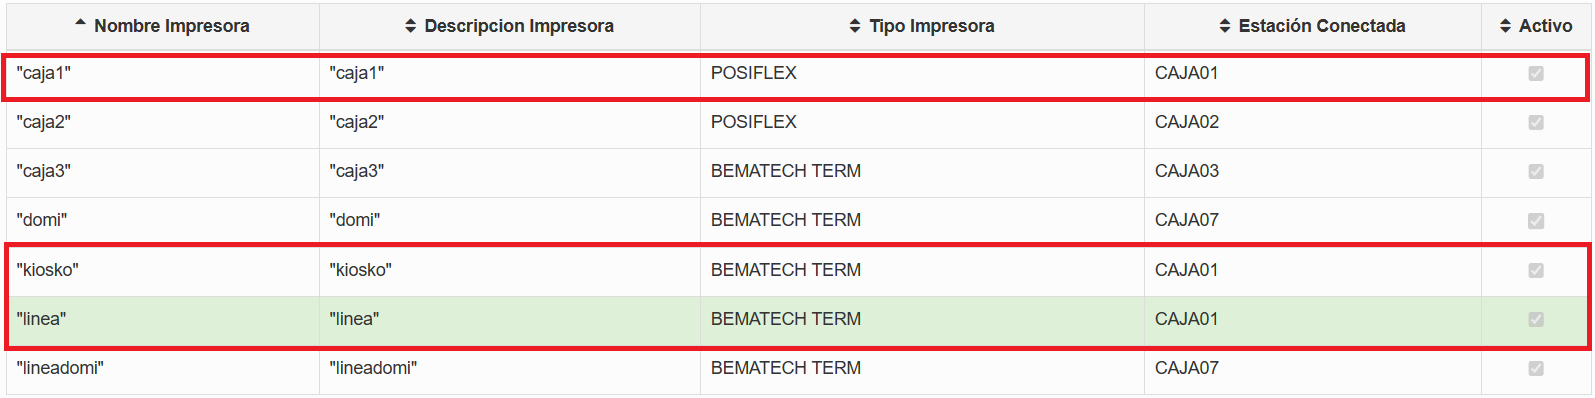 Nombre Impresora Descripcion Impresora Tipo Impresora Estación Conectada Activo
"caja1" "caja1" POSIFLEX CAJA01
"caja2" "caja2" POSIFLEX CAJA02
"caja3" "caja3" BEMATECH TERM CAJA03
"domi" "domi" BEMATECH TERM CAJA07
"kiosko" "kiosko" BEMATECH TERM CAJA01
"linea" "linea" BEMATECH TERM CAJA01
"lineadomi" "lineadomi" BEMATECH TERM CAJA07